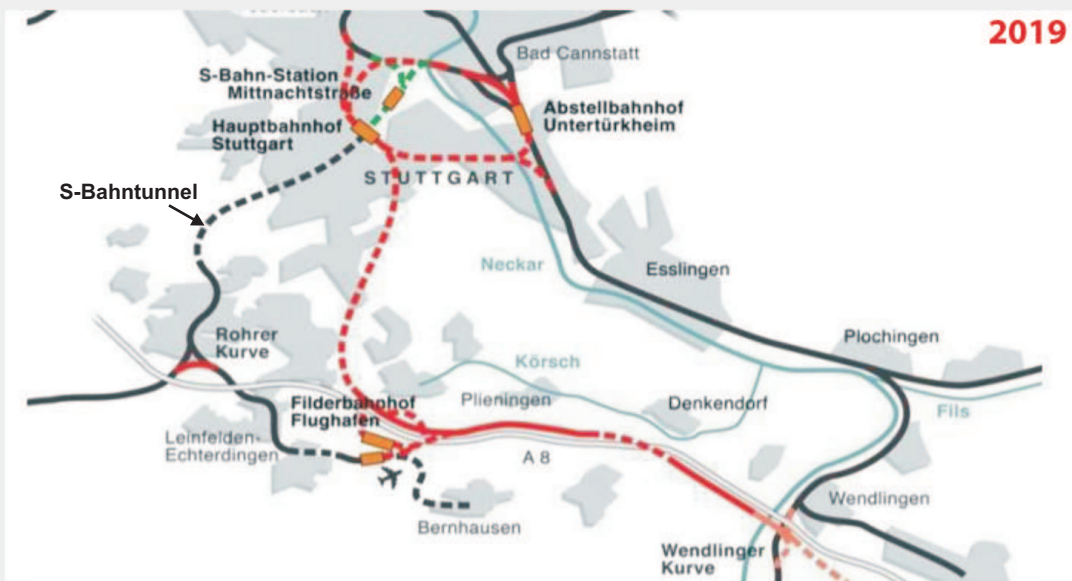 2019
Bad Cannstatt
S-Bahn-Station
Mittnachtstraße
Abstellbahnhof
Untertürkheim
Hauptbahnhof
Stuttgart
STUTTGART
S-Bahntunnel
Neckar
Esslingen
Rohrer
Kurve
Plochingen
Körsch
Filderbahnhof
Flughafen
Plieningen
Denkendorf
Fils
Leinfelden-
Echterdingen
A 8
Wendlingen
Bernhausen
Wendlinger
Kurve